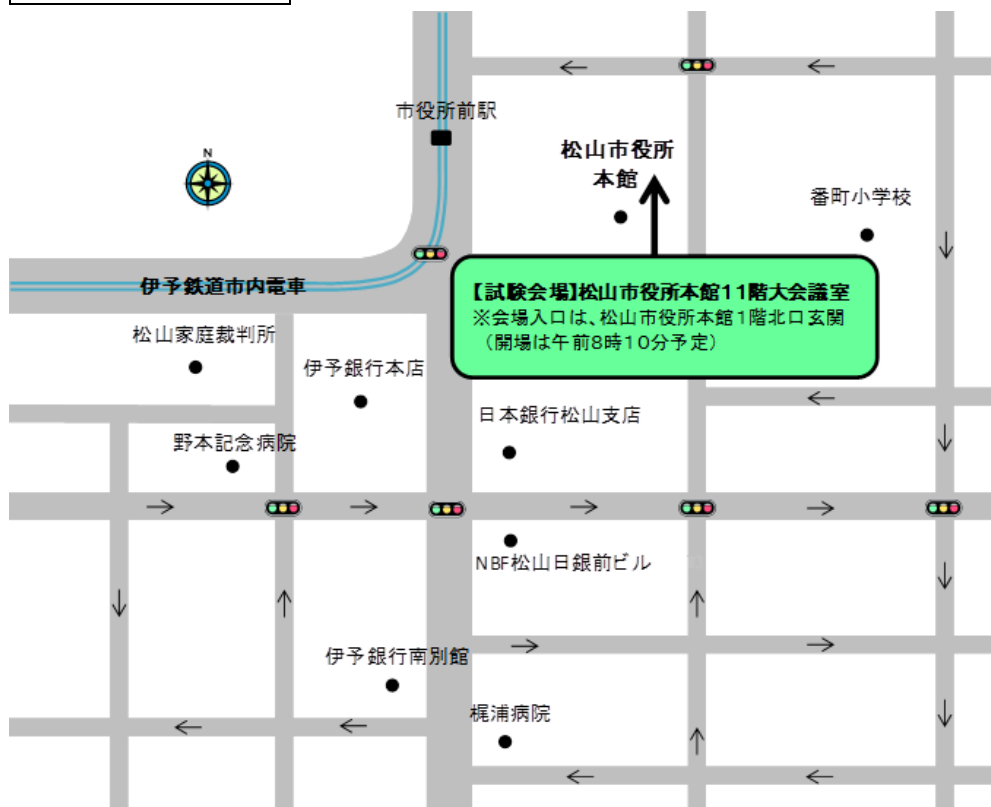 市役所前駅
N
松山市役所
本館
番町小学校
伊予鉄道市内電車
【試験会場】松山市役所本館11階大会議室
※会場入口は、松山市役所本館1階北口玄関
（開場は午前8時10分予定）
松山家庭裁判所
伊予銀行本店
日本銀行松山支店
野本記念病院
NBF松山日銀前ビル
伊予銀行南別館
梶浦病院